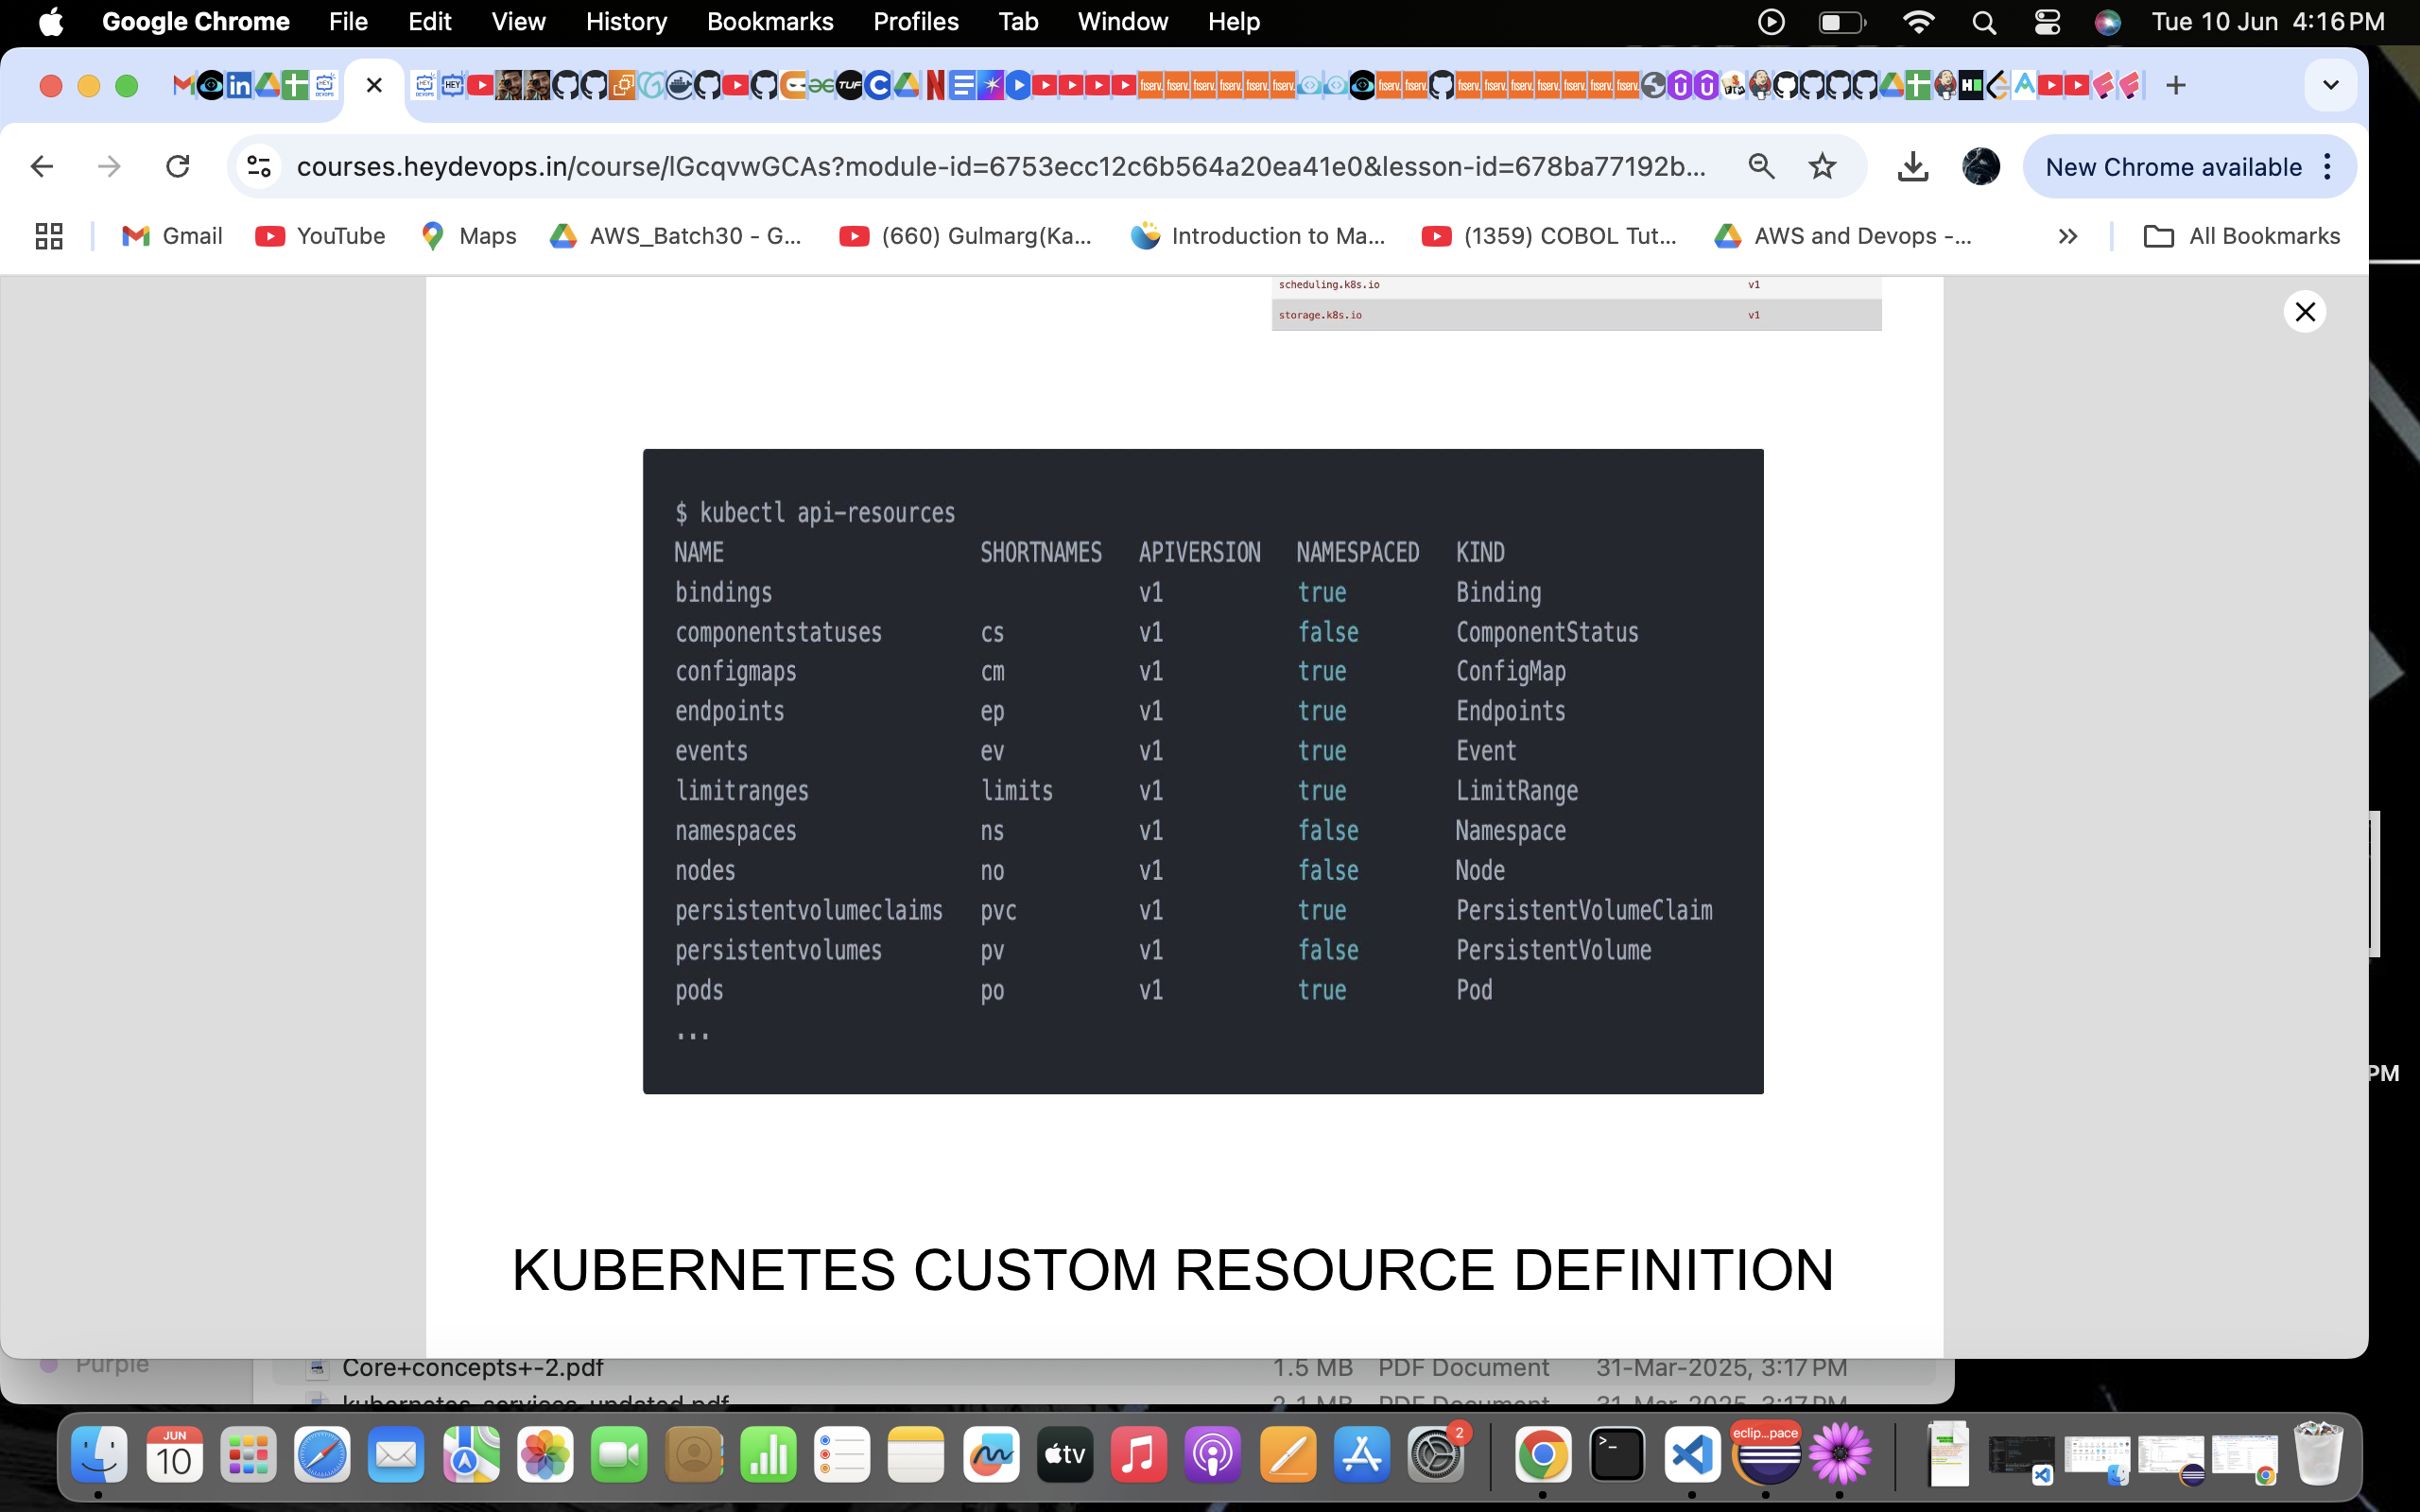 Google Chrome File Edit View History Bookmarks Profiles Tab Window Help Tue 10 Jun 4:16 PM
courses.heydevops.in/course/lGcqvwGCAs?module-id=6753ecc12c6b564a20ea41e0&lesson-id=678ba77192b... New Chrome available
Gmail YouTube Maps AWS_Batch30 - G... (660) Gulmarg(Ka... Introduction to Ma... (1359) COBOL Tut... AWS and Devops -... All Bookmarks
scheduling.k8s.io v1
storage.k8s.io v1
$ kubectl api-resources
NAME SHORTNAMES APIVERSION NAMESPACED KIND
bindings v1 true Binding
componentstatuses cs v1 false ComponentStatus
configmaps cm v1 true ConfigMap
endpoints ep v1 true Endpoints
events ev v1 true Event
limitranges limits v1 true LimitRange
namespaces ns v1 false Namespace
nodes no v1 false Node
persistentvolumeclaims pvc v1 true PersistentVolumeClaim
persistentvolumes pv v1 false PersistentVolume
pods po v1 true Pod
...
PM
KUBERNETES CUSTOM RESOURCE DEFINITION
Purple Core+concepts+-2.pdf 1.5 MB PDF Document 31-Mar-2025, 3:17 PM
kubernetes_services_updated.pdf 2.1 MB PDF Document 31-Mar-2025, 3:17 PM
JUN
10
tv
2
eclip...pace